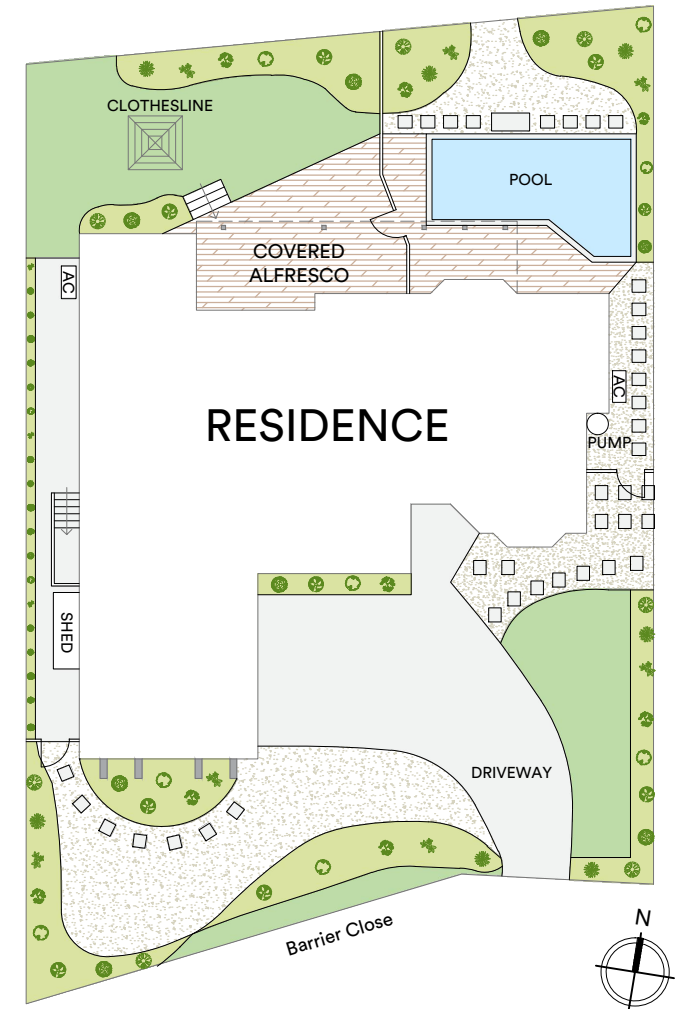 CLOTHESLINE
POOL
COVERED
ALFRESCO
AC
RESIDENCE
AC
PUMP
SHED
DRIVEWAY
Barrier Close
N